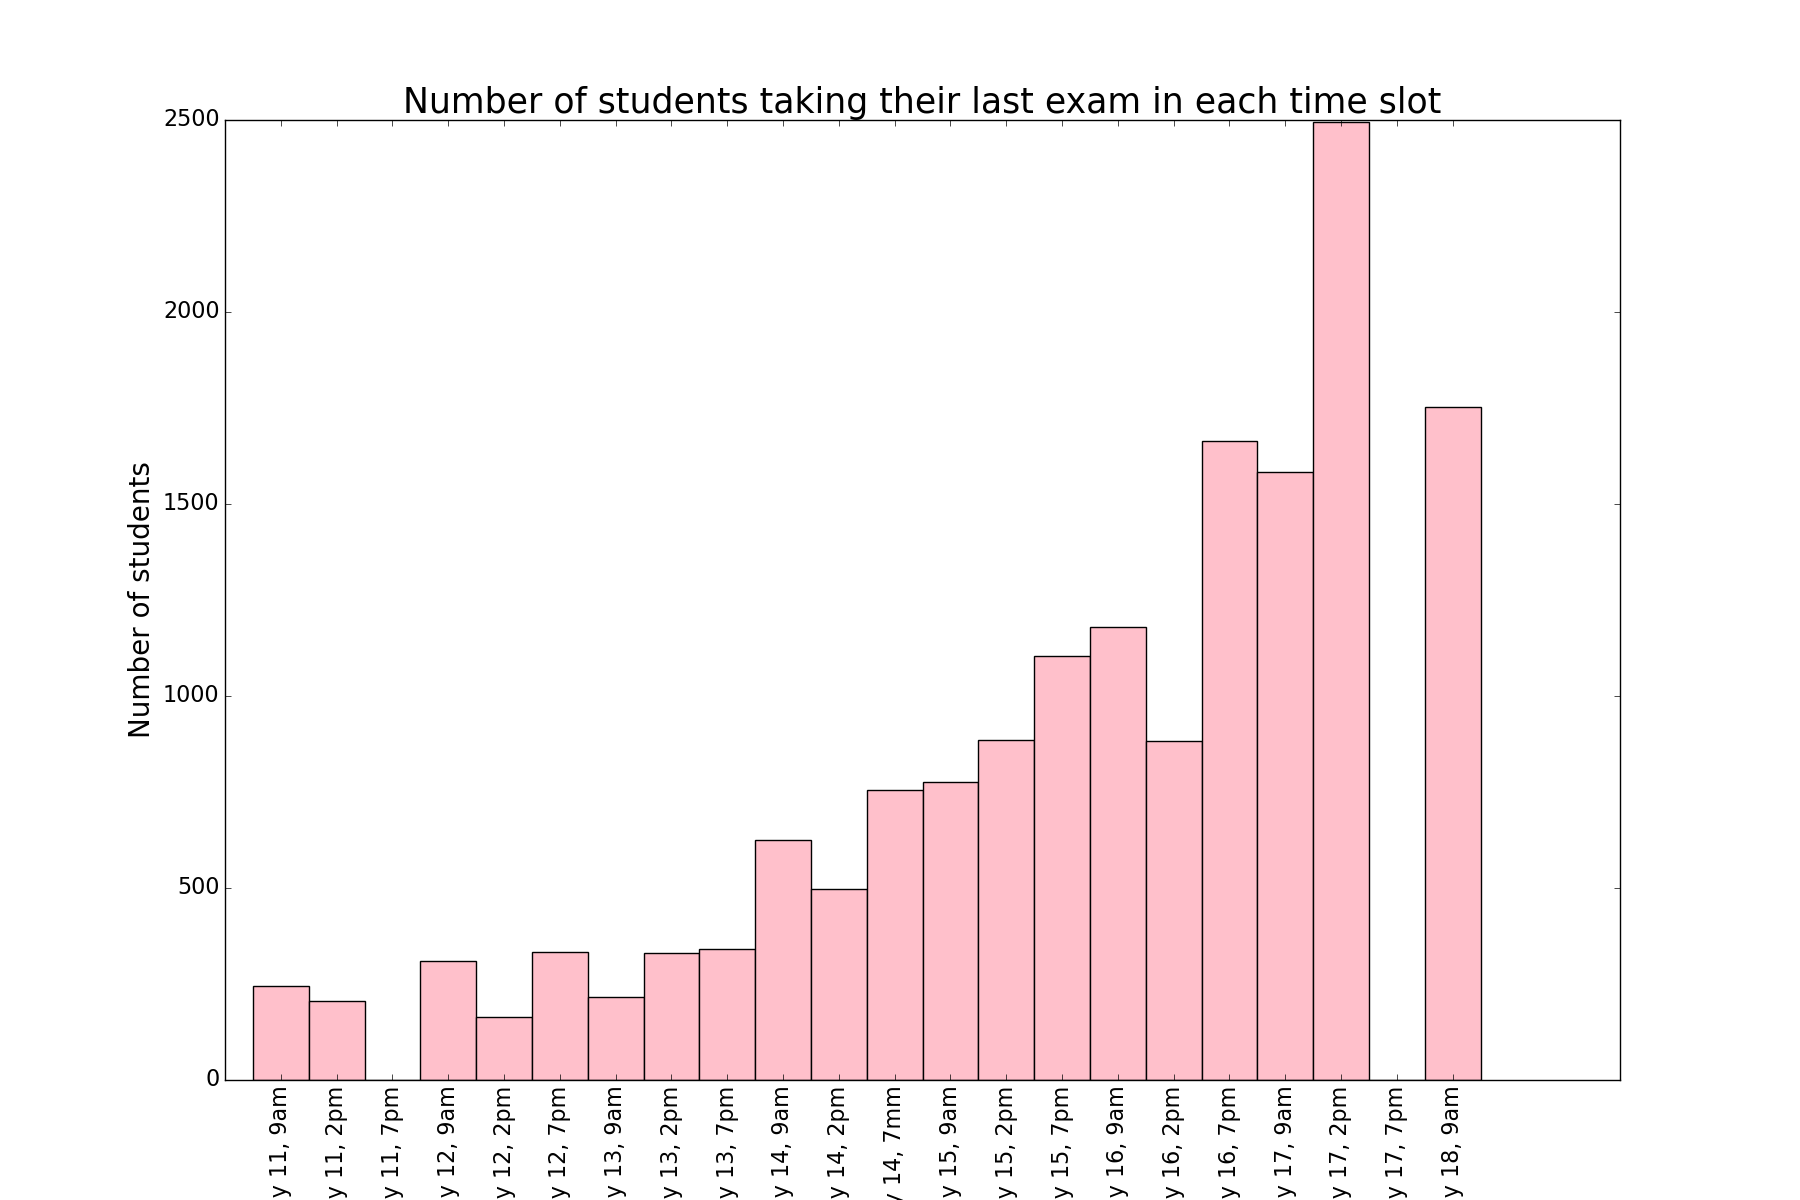 Number of students taking their last exam in each time slot
Number of students
2500
2000
1500
1000
500
0
y 11, 9am
y 11, 2pm
y 11, 7pm
y 12, 9am
y 12, 2pm
y 12, 7pm
y 13, 9am
y 13, 2pm
y 13, 7pm
y 14, 9am
y 14, 2pm
y 14, 7mm
y 15, 9am
y 15, 2pm
y 15, 7pm
y 16, 9am
y 16, 2pm
y 16, 7pm
y 17, 9am
y 17, 2pm
y 17, 7pm
y 18, 9am